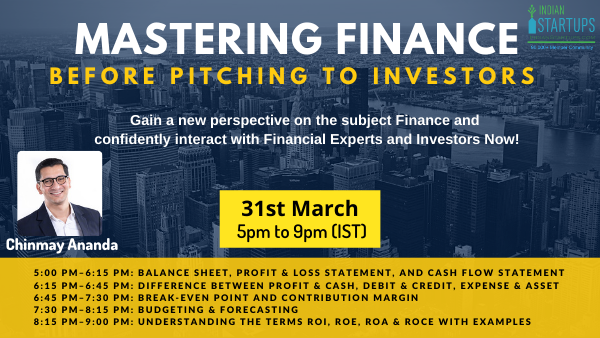 MASTERING FINANCE
INDIAN
STARTUPS
BEFORE PITCHING TO INVESTORS
Gain a new perspective on the subject Finance and
confidently interact with Financial Experts and Investors Now!
31st March
5pm to 9pm (IST)
Chinmay Ananda
5:00 PM–6:15 PM: BALANCE SHEET, PROFIT & LOSS STATEMENT, AND CASH FLOW STATEMENT
6:15 PM–6:45 PM: DIFFERENCE BETWEEN PROFIT & CASH, DEBIT & CREDIT, EXPENSE & ASSET
6:45 PM–7:30 PM: BREAK-EVEN POINT AND CONTRIBUTION MARGIN
7:30 PM–8:15 PM: BUDGETING & FORECASTING
8:15 PM–9:00 PM: UNDERSTANDING THE TERMS ROI, ROE, ROA & ROCE WITH EXAMPLES